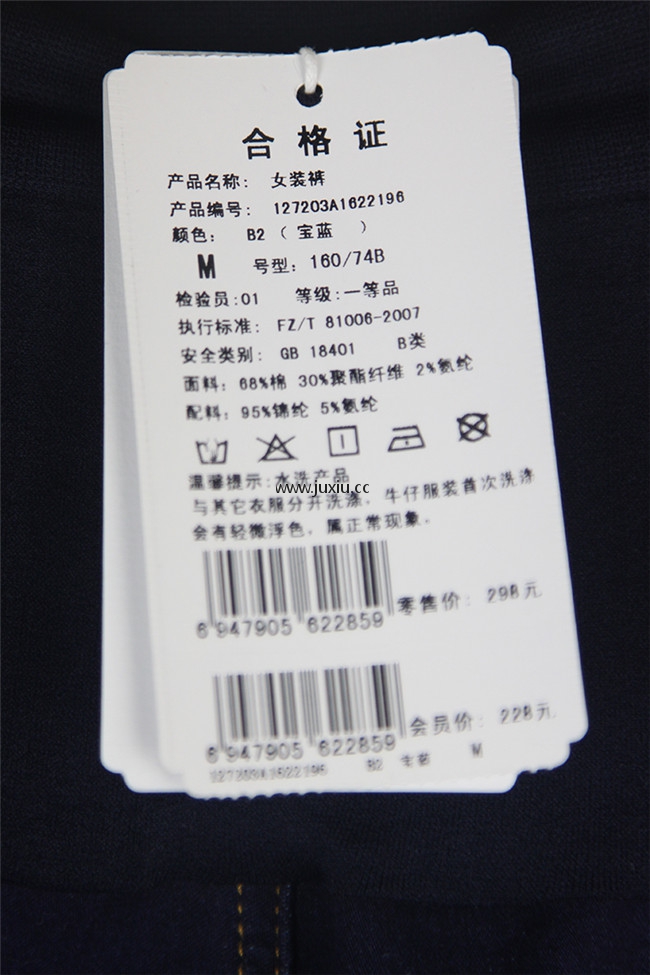 合格证
产品名称: 女装裤
产品编号: 127203A1622196
颜色: B2 ( 宝蓝 )
M 号型: 160/74B
检验员:01 等级:一等品
执行标准: FZ/T 81006-2007
安全类别: GB 18401 B类
面料: 68%棉 30%聚酯纤维 2%氨纶
配料: 95%锦纶 5%氨纶
温馨提示:水洗产品
www.juxiu.cc
与其它衣服分开洗涤, 牛仔服装首次洗涤
会有轻微浮色, 属正常现象。
6 947905 622859 零售价: 298元
6 947905 622859 会员价: 228元
127203A1622196 B2 宝蓝 M